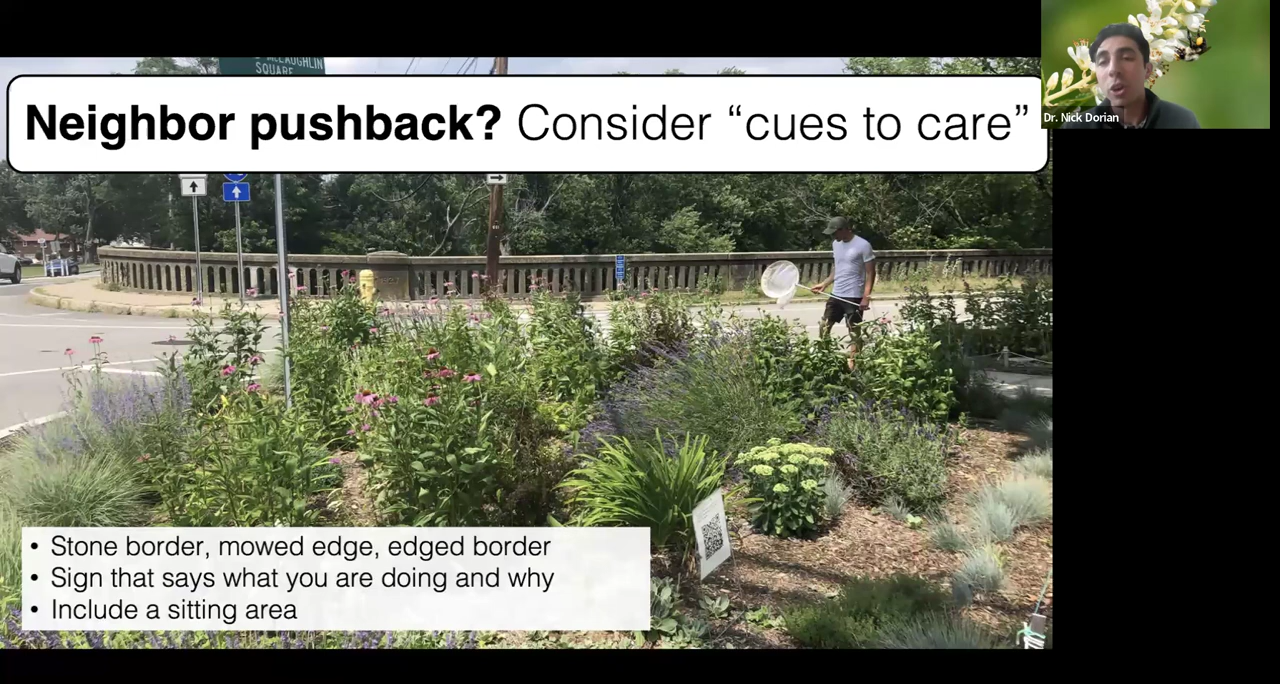 SQUARE
Neighbor pushback? Consider “cues to care”
Dr. Nick Dorian
• Stone border, mowed edge, edged border
• Sign that says what you are doing and why
• Include a sitting area